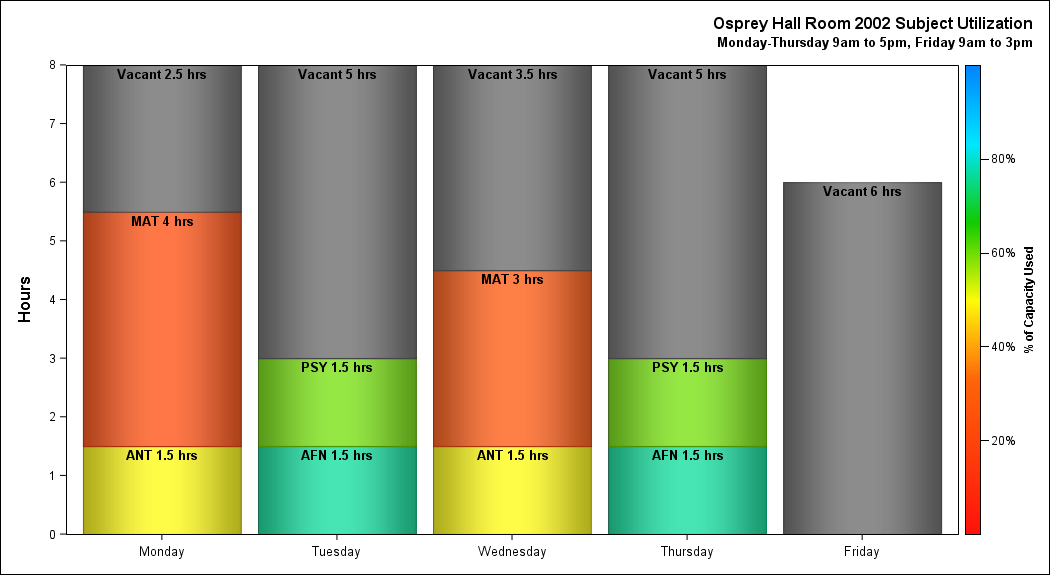 Osprey Hall Room 2002 Subject Utilization
Monday-Thursday 9am to 5pm, Friday 9am to 3pm
Hours
8
7
6
5
4
3
2
1
0
Vacant 2.5 hrs
MAT 4 hrs
ANT 1.5 hrs
Vacant 5 hrs
PSY 1.5 hrs
AFN 1.5 hrs
Vacant 3.5 hrs
MAT 3 hrs
ANT 1.5 hrs
Vacant 5 hrs
PSY 1.5 hrs
AFN 1.5 hrs
Vacant 6 hrs
Monday
Tuesday
Wednesday
Thursday
Friday
80%
60%
40%
20%
% of Capacity Used